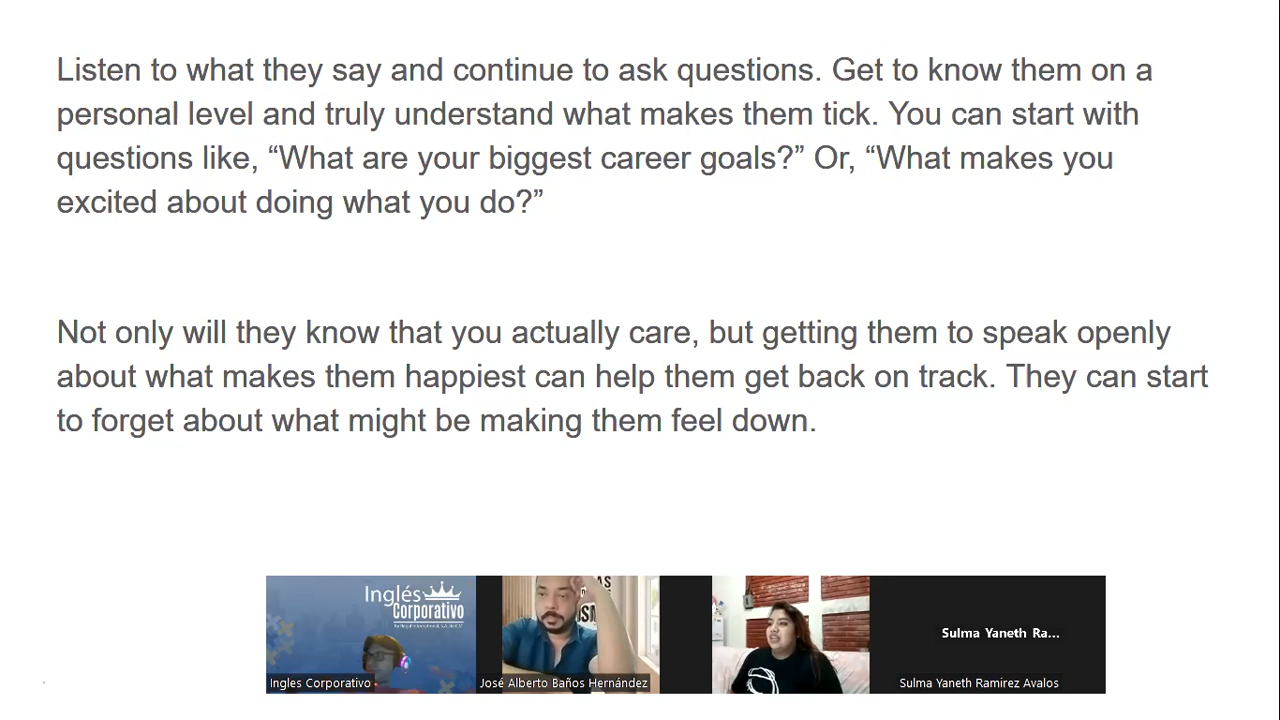 Listen to what they say and continue to ask questions. Get to know them on a
personal level and truly understand what makes them tick. You can start with
questions like, “What are your biggest career goals?” Or, “What makes you
excited about doing what you do?”
Not only will they know that you actually care, but getting them to speak openly
about what makes them happiest can help them get back on track. They can start
to forget about what might be making them feel down.
Inglés
Corporativo
Ingles Corporativo
José Alberto Baños Hernández
Sulma Yaneth Ra...
Sulma Yaneth Ramirez Avalos